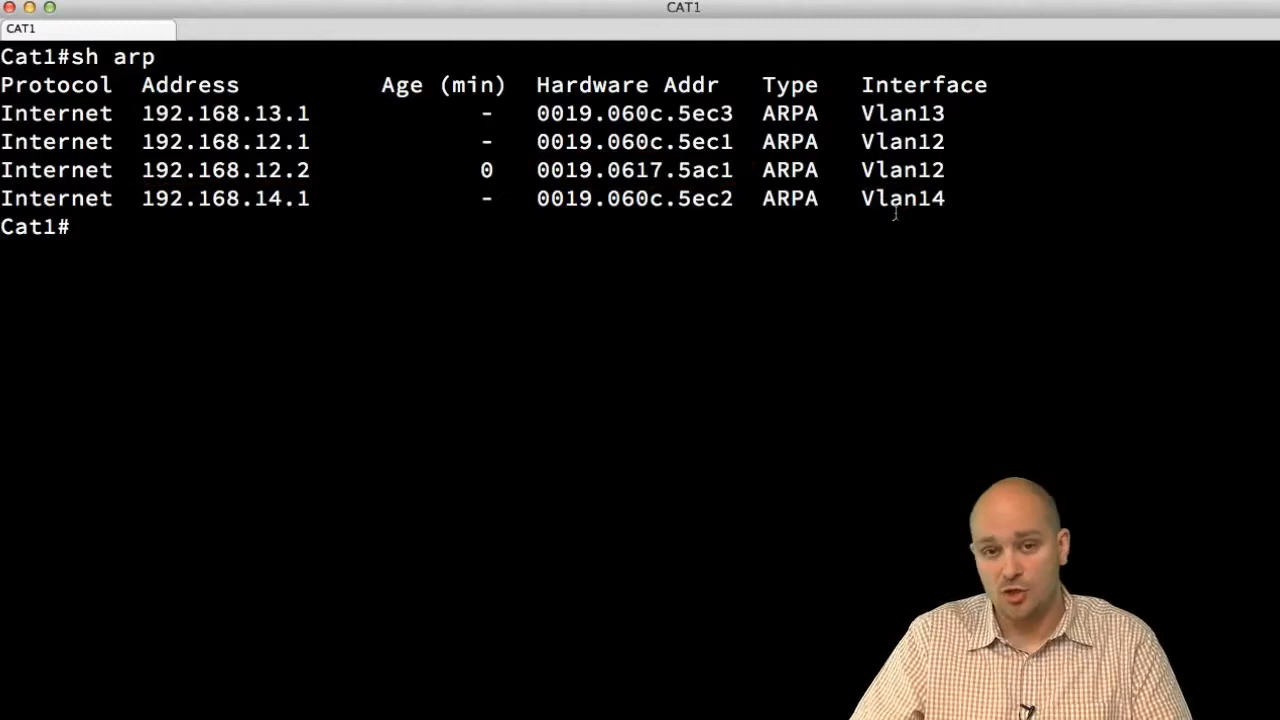 CAT1
CAT1
Cat1#sh arp
Protocol Address Age (min) Hardware Addr Type Interface
Internet 192.168.13.1 - 0019.060c.5ec3 ARPA Vlan13
Internet 192.168.12.1 - 0019.060c.5ec1 ARPA Vlan12
Internet 192.168.12.2 0 0019.0617.5ac1 ARPA Vlan12
Internet 192.168.14.1 - 0019.060c.5ec2 ARPA Vlan14
Cat1#